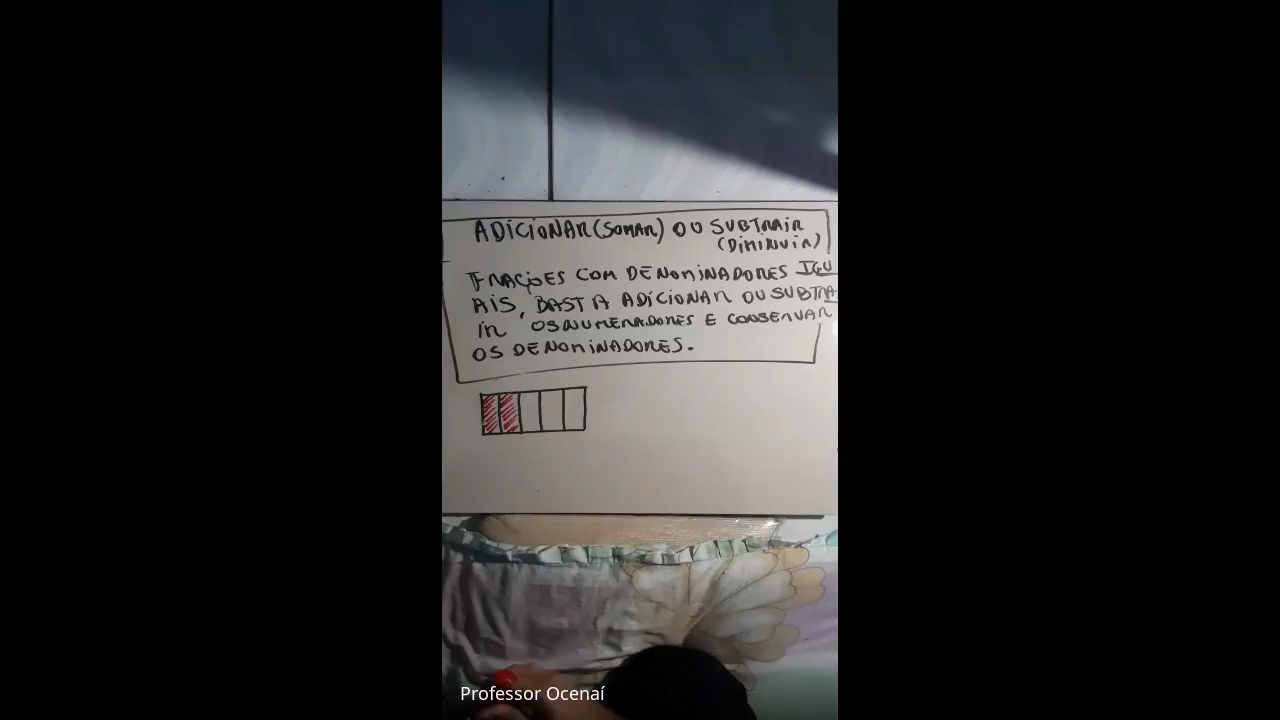 ADICIONAR (SOMAR) OU SUBTRAIR
(DIMINUIR)
FRAÇÕES COM DENOMINADORES IGU
AIS, BASTA ADICIONAR OU SUBTRA
IR OS NUMERADORES E CONSERVAR
OS DENOMINADORES.
Professor Ocenaí